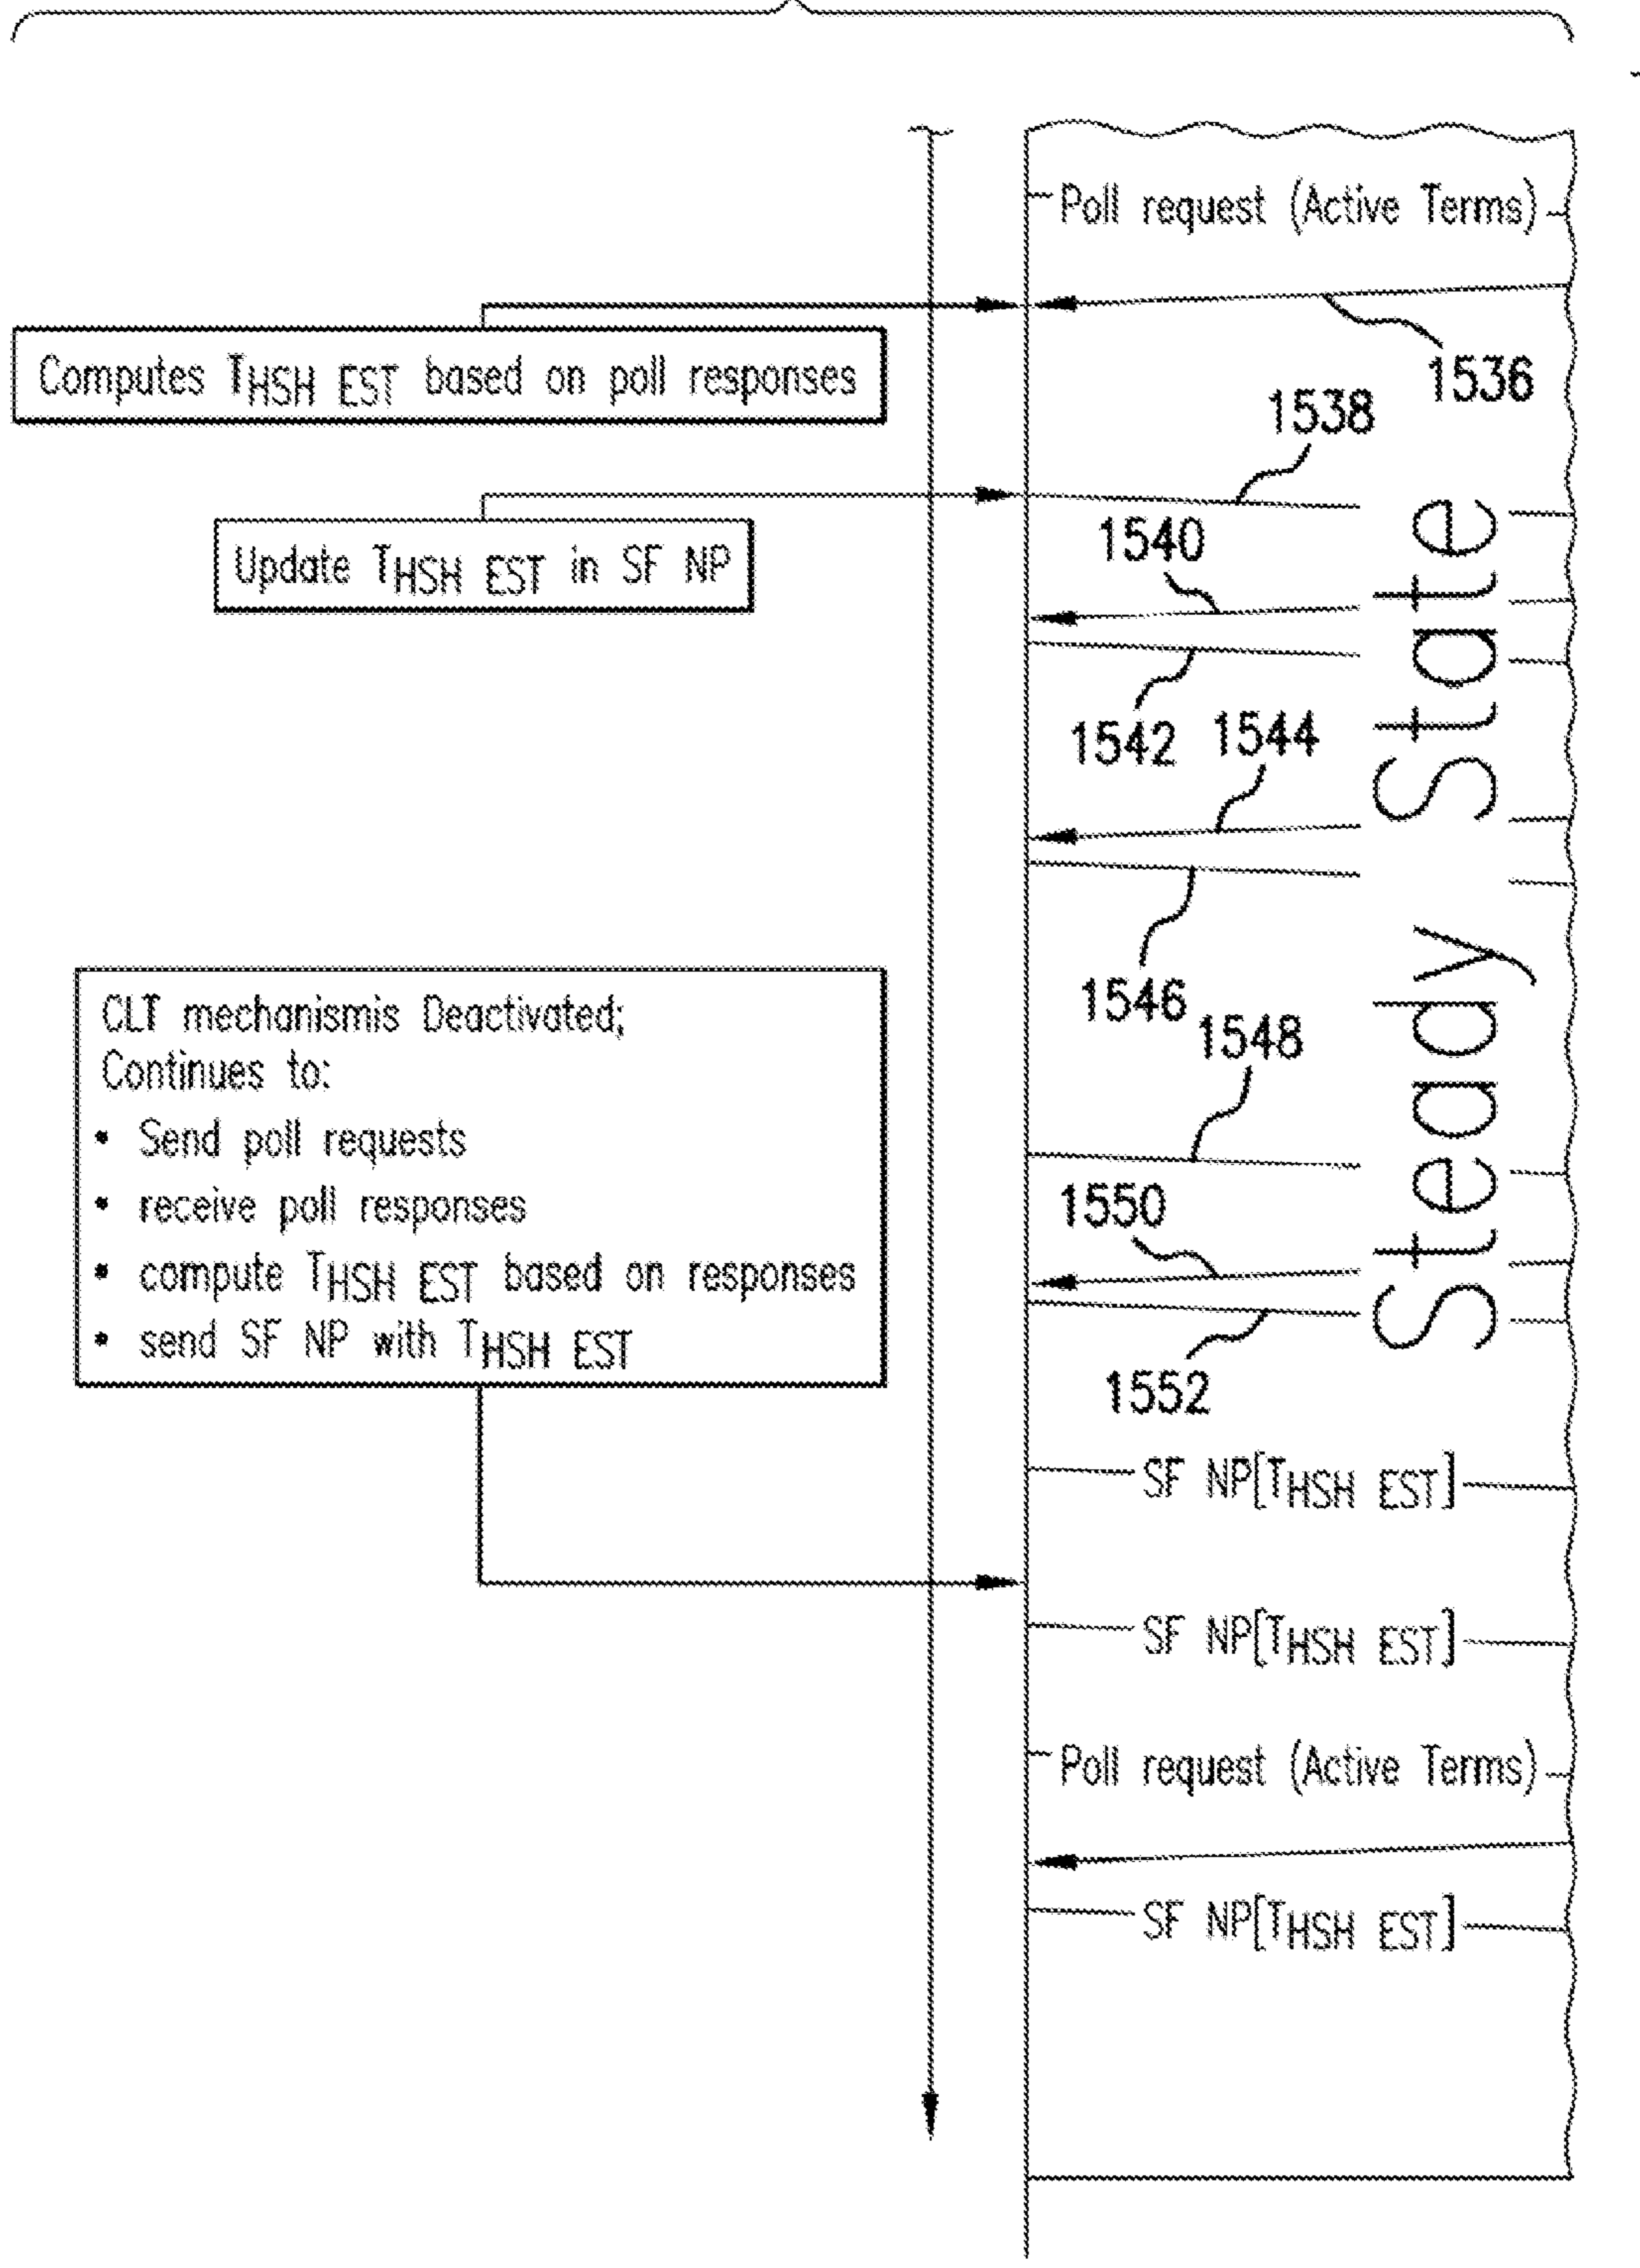 Poll request (Active Terms)
Computes THSH EST based on poll responses
1536
1538
Update THSH EST in SF NP
1540
1542
1544
Steady State
CLT mechanismis Deactivated;
Continues to:
• Send poll requests
• receive poll responses
• compute THSH EST based on responses
• send SF NP with THSH EST
1546
1548
1550
1552
SF NP[THSH EST]
SF NP[THSH EST]
Poll request (Active Terms)
SF NP[THSH EST]